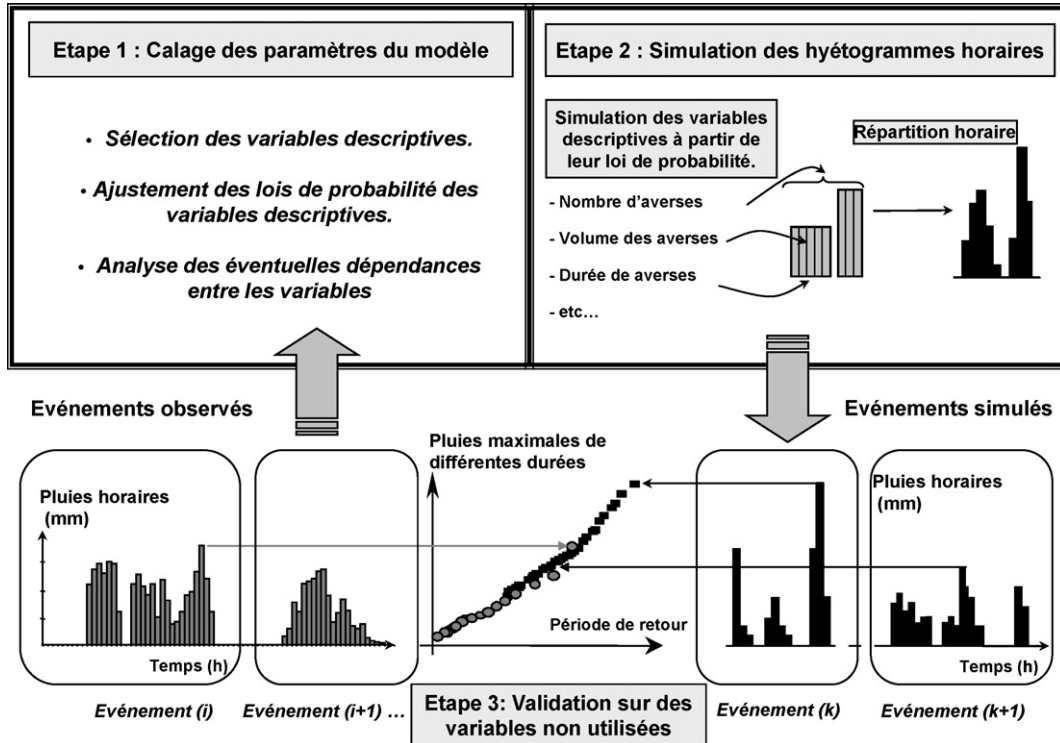 Etape 1 : Calage des paramètres du modèle
• Sélection des variables descriptives.
• Ajustement des lois de probabilité des
variables descriptives.
• Analyse des éventuelles dépendances
entre les variables
Etape 2 : Simulation des hyétogrammes horaires
Simulation des variables
descriptives à partir de
leur loi de probabilité.
Répartition horaire
- Nombre d'averses
- Volume des averses
- Durée de averses
- etc…
Evénements observés
Evénements simulés
Pluies horaires
(mm)
Temps (h)
Evénement (i)
Evénement (i+1) …
Pluies maximales de
différentes durées
Période de retour
Etape 3: Validation sur des
variables non utilisées
Evénement (k)
Pluies horaires
(mm)
Temps (h)
Evénement (k+1)